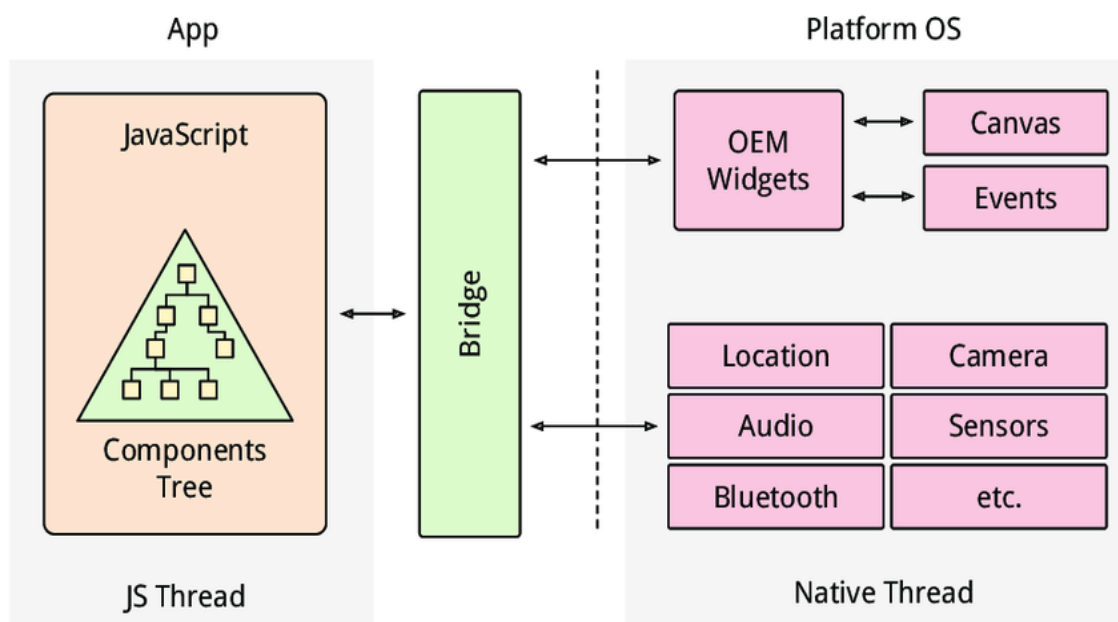 App
Platform OS
JavaScript
Components
Tree
JS Thread
Bridge
OEM
Widgets
Canvas
Events
Location
Camera
Audio
Sensors
Bluetooth
etc.
Native Thread